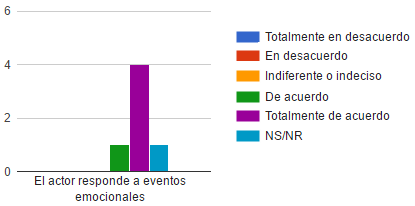 6
4
2
0
El actor responde a eventos
emocionales
Totalmente en desacuerdo
En desacuerdo
Indiferente o indeciso
De acuerdo
Totalmente de acuerdo
NS/NR